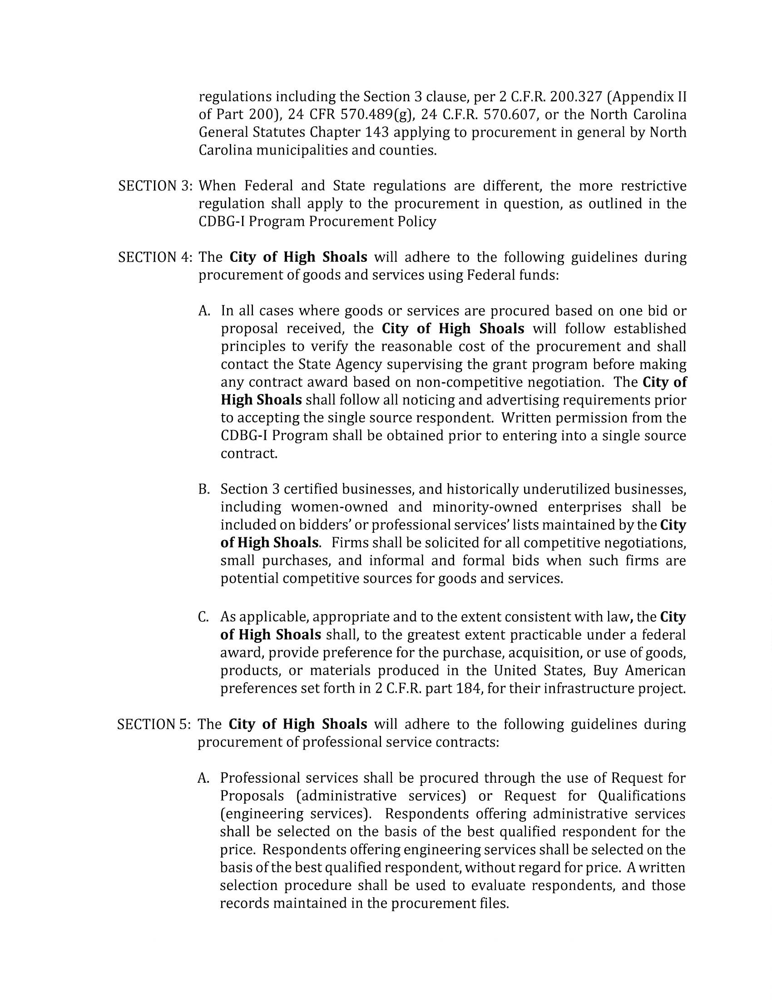 regulations including the Section 3 clause, per 2 C.F.R. 200.327 (Appendix II
of Part 200), 24 CFR 570.489(g), 24 C.F.R. 570.607, or the North Carolina
General Statutes Chapter 143 applying to procurement in general by North
Carolina municipalities and counties.
SECTION 3: When Federal and State regulations are different, the more restrictive
regulation shall apply to the procurement in question, as outlined in the
CDBG-I Program Procurement Policy
SECTION 4: The City of High Shoals will adhere to the following guidelines during
procurement of goods and services using Federal funds:
A. In all cases where goods or services are procured based on one bid or
proposal received, the City of High Shoals will follow established
principles to verify the reasonable cost of the procurement and shall
contact the State Agency supervising the grant program before making
any contract award based on non-competitive negotiation. The City of
High Shoals shall follow all noticing and advertising requirements prior
to accepting the single source respondent. Written permission from the
CDBG-I Program shall be obtained prior to entering into a single source
contract.
B. Section 3 certified businesses, and historically underutilized businesses,
including women-owned and minority-owned enterprises shall be
included on bidders’ or professional services’ lists maintained by the City
of High Shoals. Firms shall be solicited for all competitive negotiations,
small purchases, and informal and formal bids when such firms are
potential competitive sources for goods and services.
C. As applicable, appropriate and to the extent consistent with law, the City
of High Shoals shall, to the greatest extent practicable under a federal
award, provide preference for the purchase, acquisition, or use of goods,
products, or materials produced in the United States, Buy American
preferences set forth in 2 C.F.R. part 184, for their infrastructure project.
SECTION 5: The City of High Shoals will adhere to the following guidelines during
procurement of professional service contracts:
A. Professional services shall be procured through the use of Request for
Proposals (administrative services) or Request for Qualifications
(engineering services). Respondents offering administrative services
shall be selected on the basis of the best qualified respondent for the
price. Respondents offering engineering services shall be selected on the
basis of the best qualified respondent, without regard for price. A written
selection procedure shall be used to evaluate respondents, and those
records maintained in the procurement files.